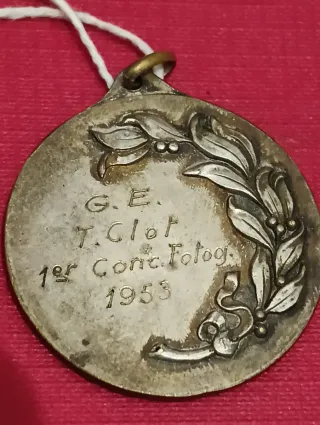 G. E.
T. Clot
1er Conc. Fotog.
1953